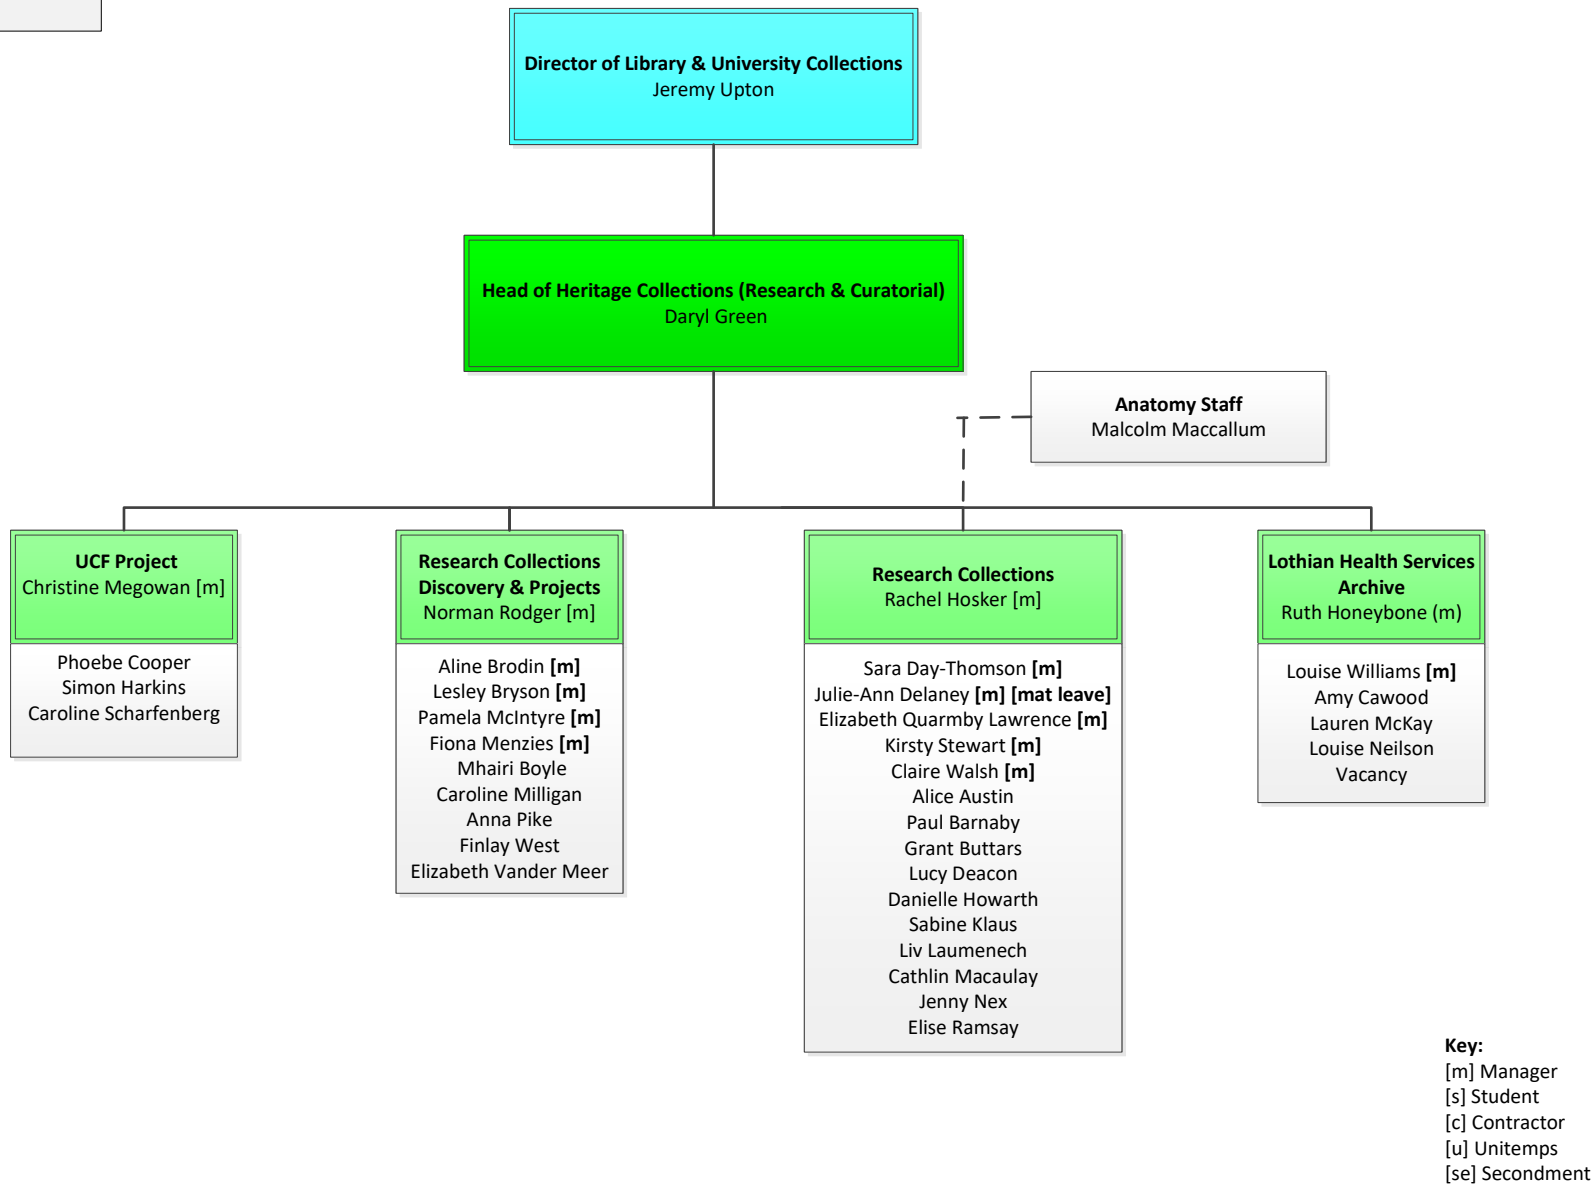 Director of Library & University Collections
Jeremy Upton
Head of Heritage Collections (Research & Curatorial)
Daryl Green
Anatomy Staff
Malcolm Maccallum
UCF Project
Christine Megowan [m]
Phoebe Cooper
Simon Harkins
Caroline Scharfenberg
Research Collections
Discovery & Projects
Norman Rodger [m]
Aline Brodin [m]
Lesley Bryson [m]
Pamela McIntyre [m]
Fiona Menzies [m]
Mhairi Boyle
Caroline Milligan
Anna Pike
Finlay West
Elizabeth Vander Meer
Research Collections
Rachel Hosker [m]
Sara Day-Thomson [m]
Julie-Ann Delaney [m] [mat leave]
Elizabeth Quarmby Lawrence [m]
Kirsty Stewart [m]
Claire Walsh [m]
Alice Austin
Paul Barnaby
Grant Buttars
Lucy Deacon
Danielle Howarth
Sabine Klaus
Liv Laumenech
Cathlin Macaulay
Jenny Nex
Elise Ramsay
Lothian Health Services
Archive
Ruth Honeybone (m)
Louise Williams [m]
Amy Cawood
Lauren McKay
Louise Neilson
Vacancy
Key:
[m] Manager
[s] Student
[c] Contractor
[u] Unitemps
[se] Secondment